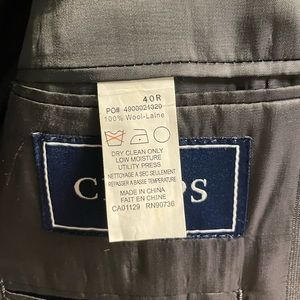 40R
PO# 4900021320
100% Wool-Laine
DRY CLEAN ONLY
LOW MOISTURE
UTILITY PRESS
NETTOYAGE A SEC SEULEMENT
REPASSER A BASSE TEMPERATURE
MADE IN CHINA
FAIT EN CHINE
CA01129 RN90736